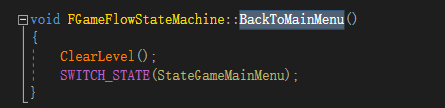 void FGameFlowStateMachine::BackToMainMenu()
{
ClearLevel();
SWITCH_STATE(StateGameMainMenu);
}